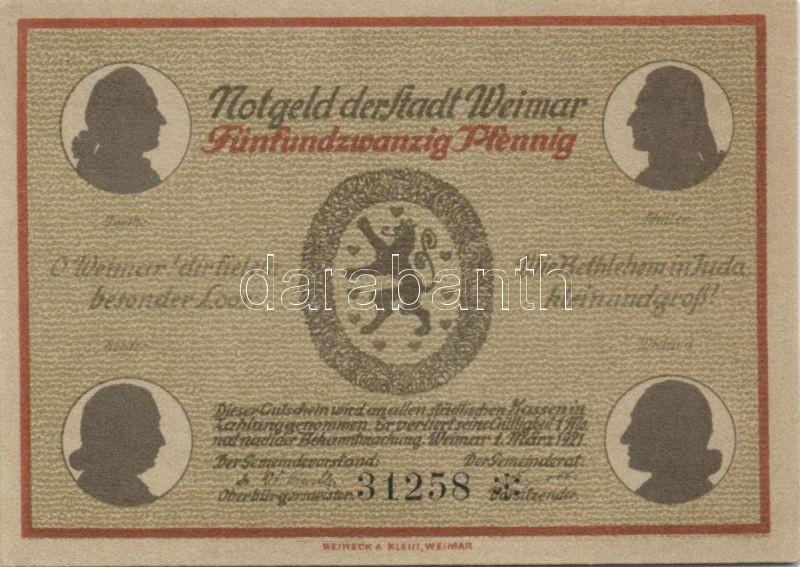 Notgeld der Stadt Weimar
Fünfundzwanzig Pfennig
Goethe
Schiller
O Weimar! dir fiel
besonder Loos
Wie Bethlehem in Juda,
klein und groß!
darabanth
Herder
Wieland
Dieser Gutschein wird an allen städtischen Kassen in
Zahlung genommen. Er verliert seine Gültigkeit 1 Mo-
nat nach der Bekanntmachung. Weimar 1. März 1921.
Der Gemeindevorstand:
Der Gemeinderat:
Oberbürgermeister.
31258 *
Vorsitzender.
REINECK & KLEIN, WEIMAR